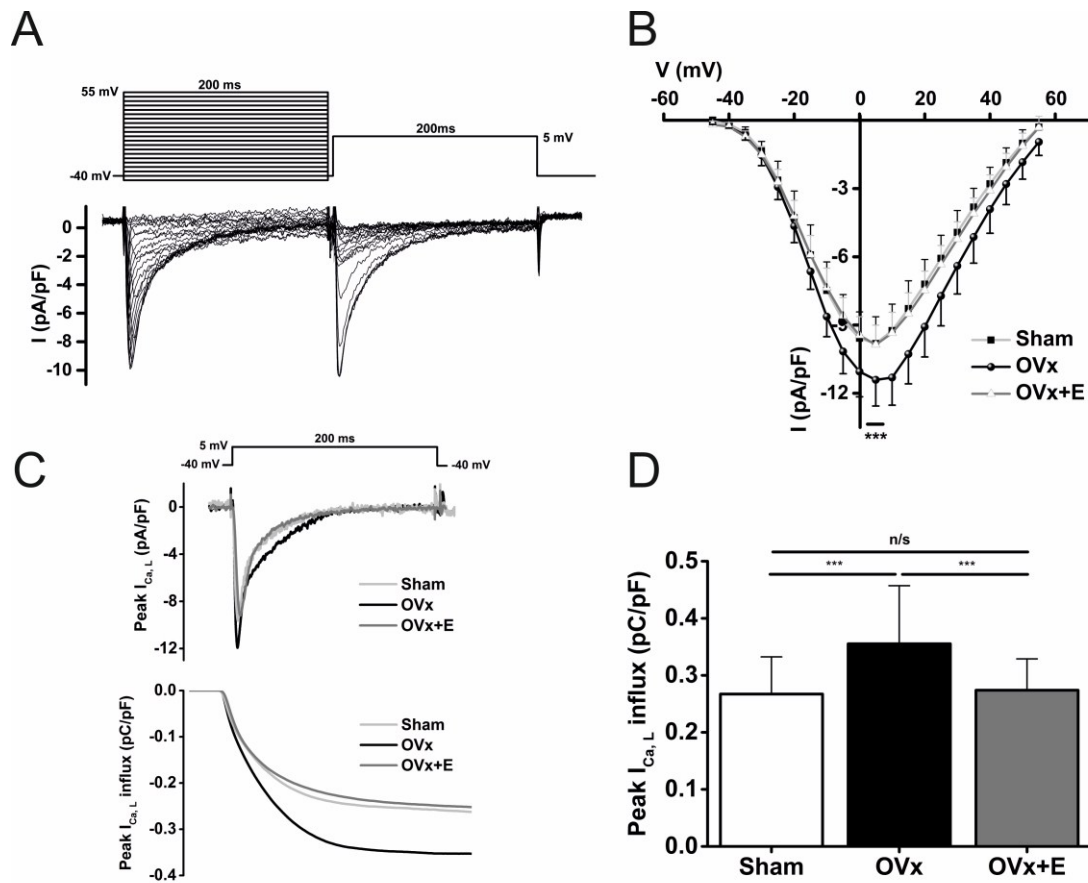 A
200 ms
55 mV
200ms
5 mV
-40 mV
0
-2
-4
-6
-8
-10
I (pA/pF)
B
V (mV)
-60 -40 -20 0 20 40 60
-3
-6
-9
-12
I (pA/pF)
Sham
OVx
OVx+E
***
C
5 mV
200 ms
-40 mV
-40 mV
0
-4
-8
-12
Peak I Ca, L (pA/pF)
Sham
OVx
OVx+E
0.0
-0.1
-0.2
-0.3
-0.4
Peak I Ca, L influx (pC/pF)
Sham
OVx
OVx+E
D
n/s
*** ***
0.5
0.4
0.3
0.2
0.1
0.0
Peak I Ca, L influx (pC/pF)
Sham OVx OVx+E